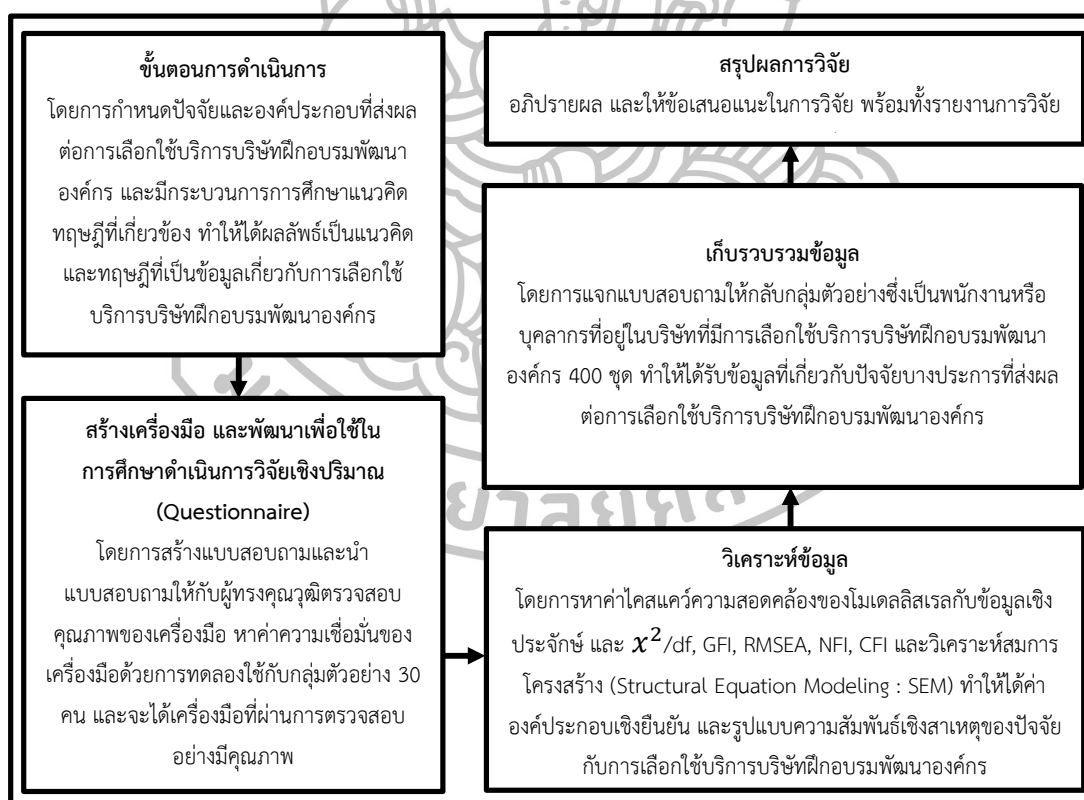 ขั้นตอนการดำเนินการ
โดยการกำหนดปัจจัยและองค์ประกอบที่ส่งผล
ต่อการเลือกใช้บริการบริษัทฝึกอบรมพัฒนา
องค์กร และมีกระบวนการการศึกษาแนวคิด
ทฤษฎีที่เกี่ยวข้อง ทำให้ได้ผลลัพธ์เป็นแนวคิด
และทฤษฎีที่เป็นข้อมูลเกี่ยวกับการเลือกใช้
บริการบริษัทฝึกอบรมพัฒนาองค์กร
สร้างเครื่องมือ และพัฒนาเพื่อใช้ใน
การศึกษาดำเนินการวิจัยเชิงปริมาณ
(Questionnaire)
โดยการสร้างแบบสอบถามและนำ
แบบสอบถามให้กับผู้ทรงคุณวุฒิตรวจสอบ
คุณภาพของเครื่องมือ หาค่าความเชื่อมั่นของ
เครื่องมือด้วยการทดลองใช้กับกลุ่มตัวอย่าง 30
คน และจะได้เครื่องมือที่ผ่านการตรวจสอบ
อย่างมีคุณภาพ
วิเคราะห์ข้อมูล
โดยการหาค่าไคสแคว์ความสอดคล้องของโมเดลลิสเรลกับข้อมูลเชิง
ประจักษ์ และ 𝒙²/df, GFI, RMSEA, NFI, CFI และวิเคราะห์สมการ
โครงสร้าง (Structural Equation Modeling : SEM) ทำให้ได้ค่า
องค์ประกอบเชิงยืนยัน และรูปแบบความสัมพันธ์เชิงสาเหตุของปัจจัย
กับการเลือกใช้บริการบริษัทฝึกอบรมพัฒนาองค์กร
เก็บรวบรวมข้อมูล
โดยการแจกแบบสอบถามให้กลับกลุ่มตัวอย่างซึ่งเป็นพนักงานหรือ
บุคลากรที่อยู่ในบริษัทที่มีการเลือกใช้บริการบริษัทฝึกอบรมพัฒนา
องค์กร 400 ชุด ทำให้ได้รับข้อมูลที่เกี่ยวกับปัจจัยบางประการที่ส่งผล
ต่อการเลือกใช้บริการบริษัทฝึกอบรมพัฒนาองค์กร
สรุปผลการวิจัย
อภิปรายผล และให้ข้อเสนอแนะในการวิจัย พร้อมทั้งรายงานการวิจัย